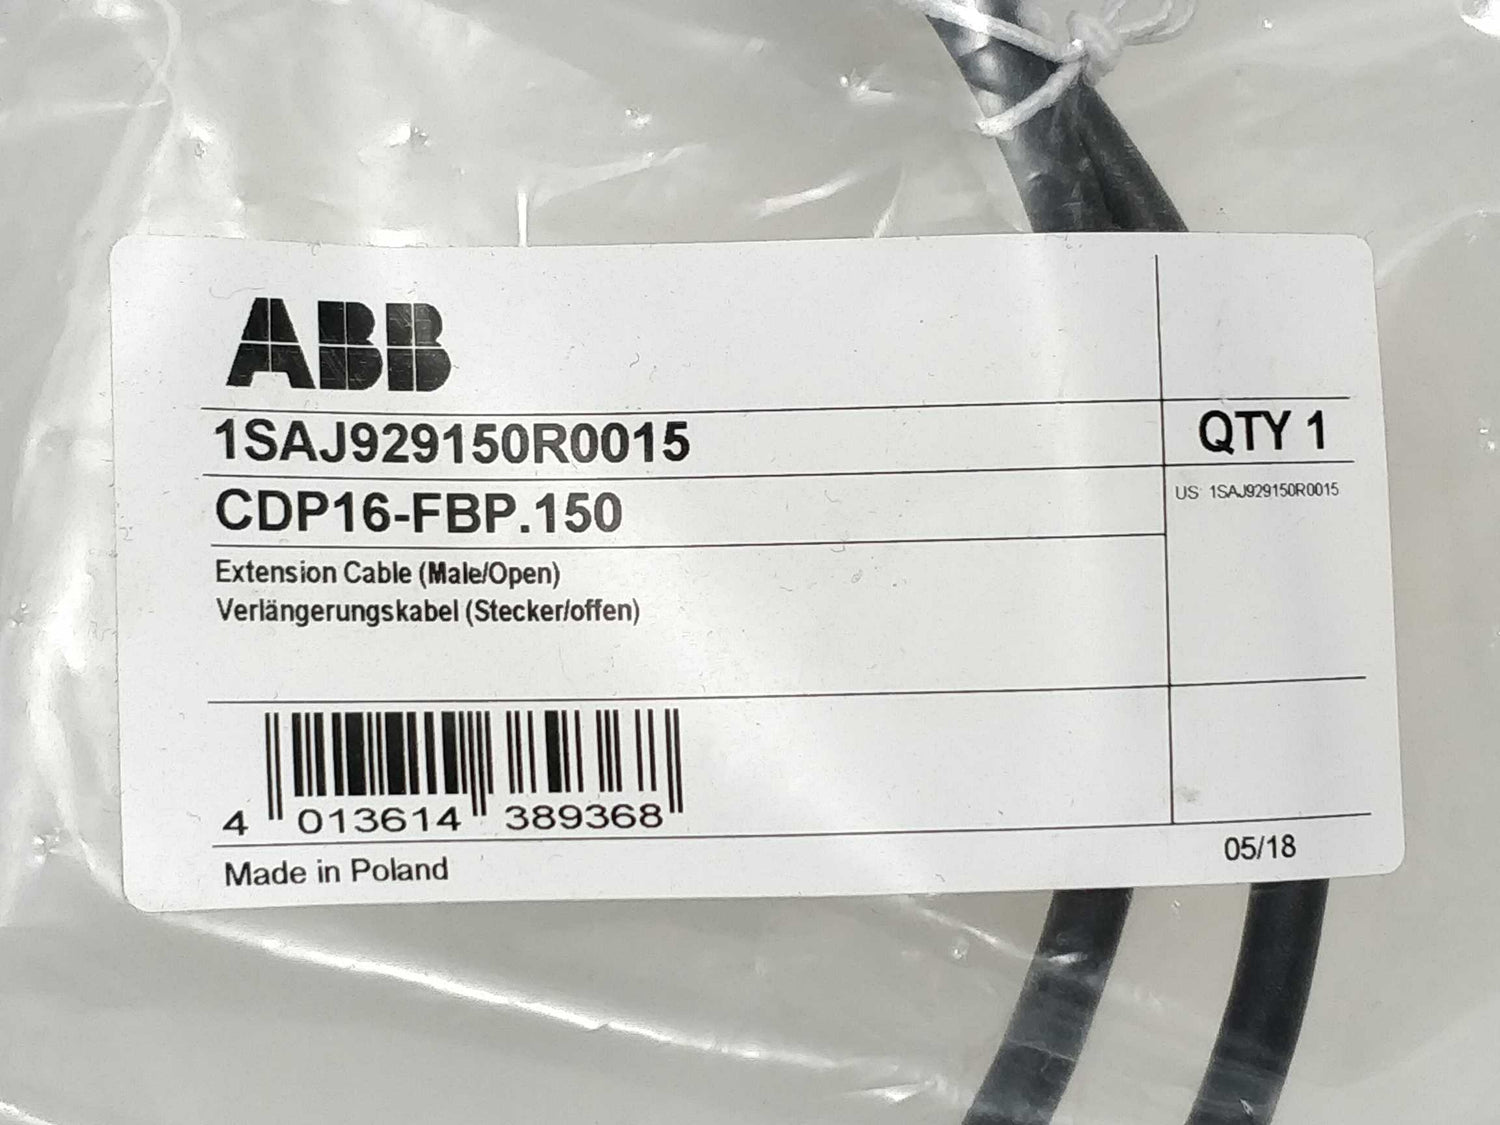 ABB
1SAJ929150R0015
QTY 1
CDP16-FBP.150
US: 1SAJ929150R0015
Extension Cable (Male/Open)
Verlängerungskabel (Stecker/offen)
4 013614 389368
Made in Poland
05/18